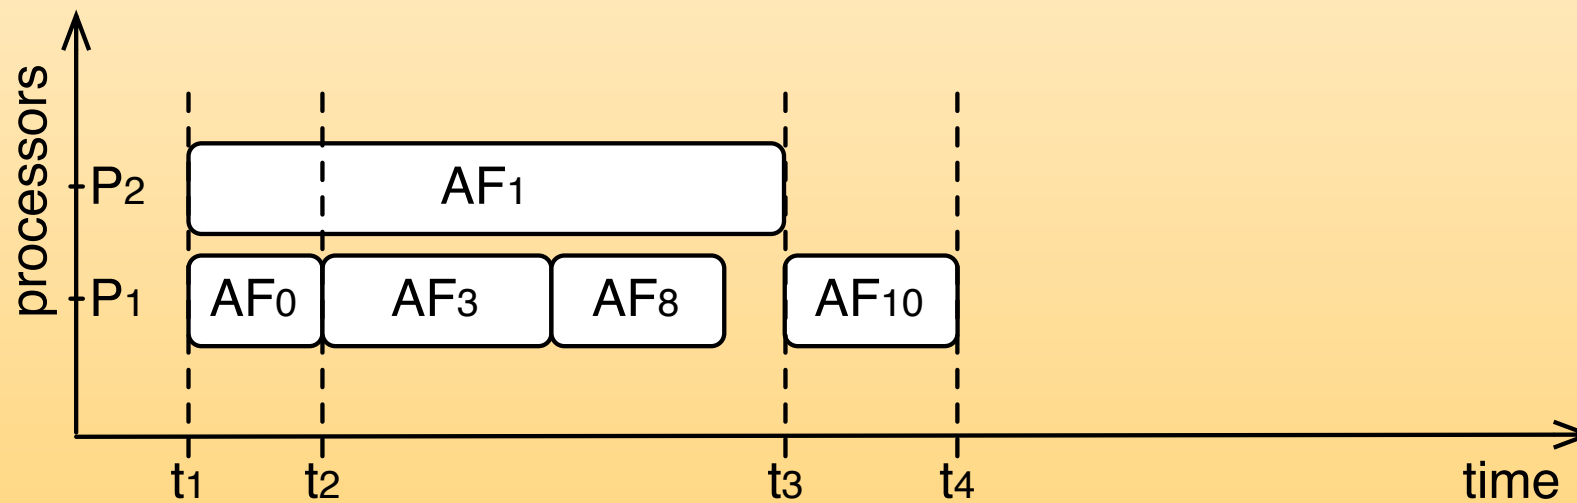 processors
P2
AF1
P1
AF0 AF3 AF8 AF10
t1 t2 t3 t4 time